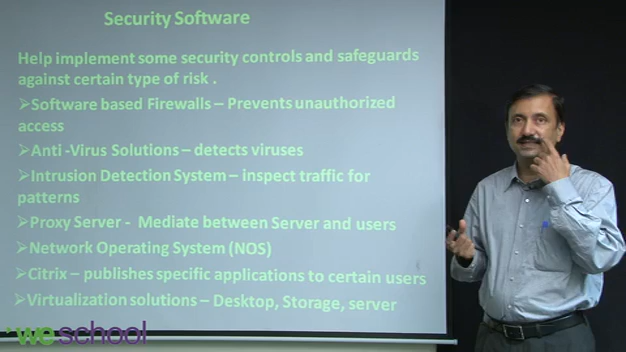 Security Software
Help implement some security controls and safeguards
against certain type of risk .
➢Software based Firewalls – Prevents unauthorized
access
➢Anti -Virus Solutions – detects viruses
➢Intrusion Detection System – inspect traffic for
patterns
➢Proxy Server -  Mediate between Server and users
➢Network Operating System (NOS)
➢Citrix – publishes specific applications to certain users
➢Virtualization solutions – Desktop, Storage, server
weschool